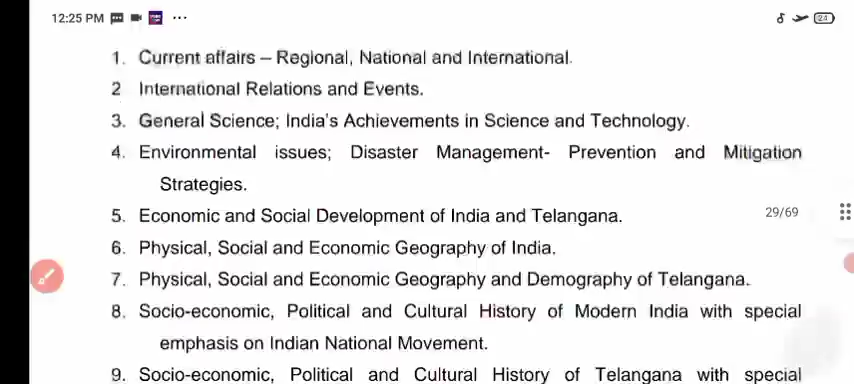 12:25 PM ... 24
1. Current affairs – Regional, National and International.
2 International Relations and Events.
3. General Science; India's Achievements in Science and Technology.
4. Environmental issues; Disaster Management- Prevention and Mitigation
Strategies.
29/69
5. Economic and Social Development of India and Telangana.
6. Physical, Social and Economic Geography of India.
7. Physical, Social and Economic Geography and Demography of Telangana.
8. Socio-economic, Political and Cultural History of Modern India with special
emphasis on Indian National Movement.
9. Socio-economic, Political and Cultural History of Telangana with special